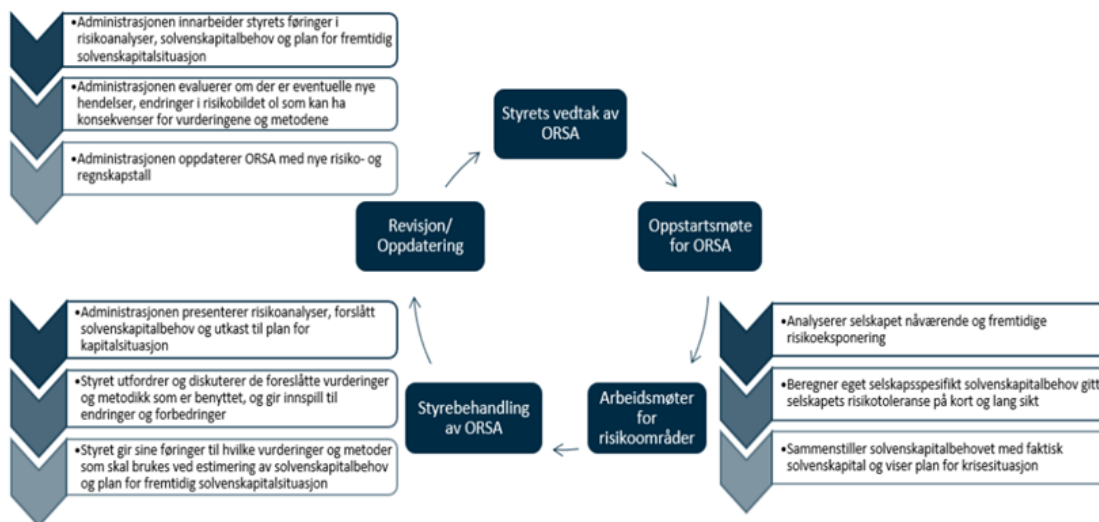 •Administrasjonen innarbeider styrets føringer i
risikoanalyser, solvenskapitalbehov og plan for fremtidig
solvenskapitalsituasjon
•Administrasjonen evaluerer om der er eventuelle nye
hendelser, endringer i risikobildet ol som kan ha
konsekvenser for vurderingene og metodene
•Administrasjonen oppdaterer ORSA med nye risiko- og
regnskapstall
Styrets vedtak av
ORSA
Revisjon/
Oppdatering
Oppstartsmøte
for ORSA
•Administrasjonen presenterer risikoanalyser, forslått
solvenskapitalbehov og utkast til plan for
kapitalsituasjon
•Styret utfordrer og diskuterer de foreslåtte vurderinger
og metodikk som er benyttet, og gir innspill til
endringer og forbedringer
•Styret gir sine føringer til hvilke vurderinger og metoder
som skal brukes ved estimering av solvenskapitalbehov
og plan for fremtidig solvenskapitalsituasjon
Styrebehandling
av ORSA
Arbeidsmøter
for
risikoområder
•Analyserer selskapet nåværende og fremtidige
risikoeksponering
•Beregner eget selskapsspesifikt solvenskapitalbehov gitt
selskapets risikotoleranse på kort og lang sikt
•Sammenstiller solvenskapitalbehovet med faktisk
solvenskapital og viser plan for krisesituasjon